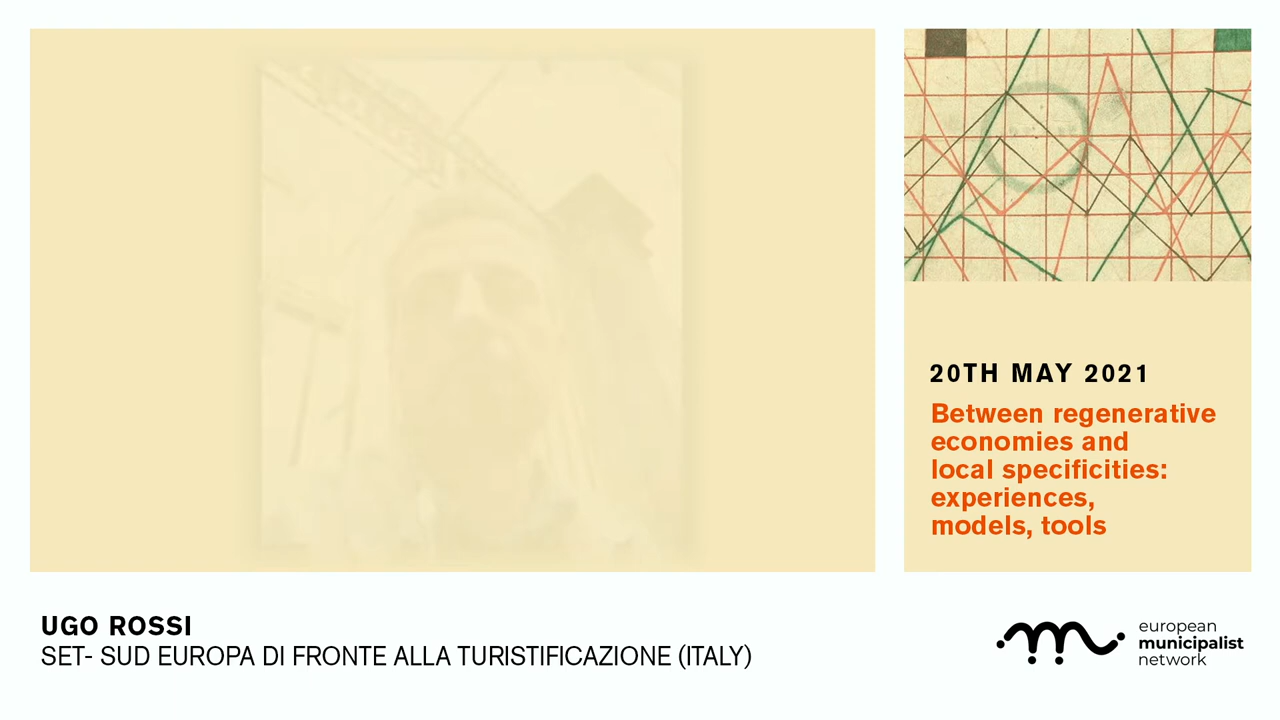 20TH MAY 2021
Between regenerative
economies and
local specificities:
experiences,
models, tools
UGO ROSSI
SET- SUD EUROPA DI FRONTE ALLA TURISTIFICAZIONE (ITALY)
european
municipalist
network